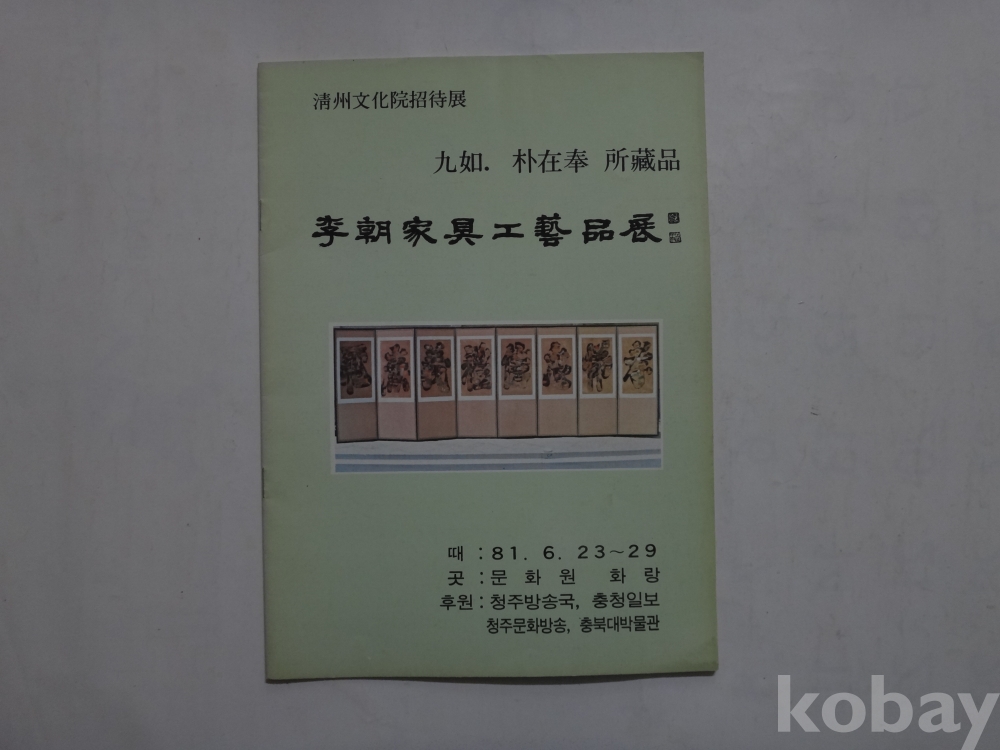 淸州文化院招待展
九如. 朴在奉 所藏品
李朝家具工藝品展
때 : 81. 6. 23~29
곳 : 문화원 화랑
후원 : 청주방송국, 충청일보
청주문화방송, 충북대박물관
kobay